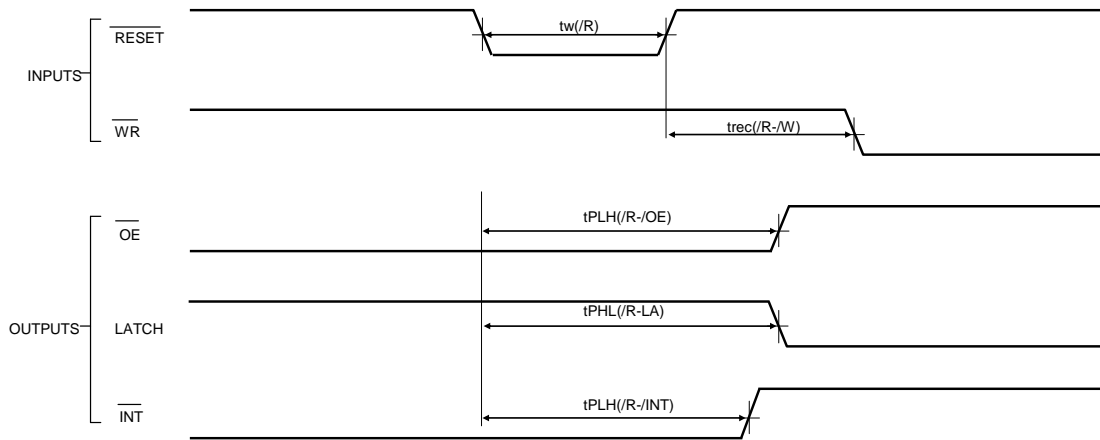 RESET
tw(/R)
INPUTS
WR
trec(/R-/W)
OE
tPLH(/R-/OE)
OUTPUTS
LATCH
tPHL(/R-LA)
INT
tPLH(/R-/INT)